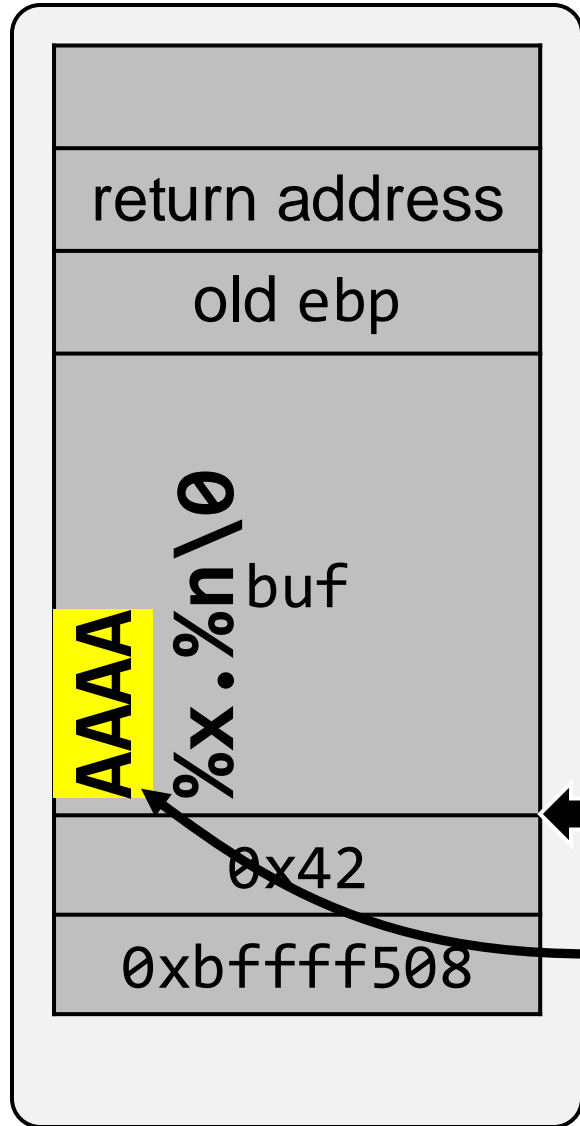 return address
old ebp
AAAA
%x.%n\0
buf
0x42
0xbffff508